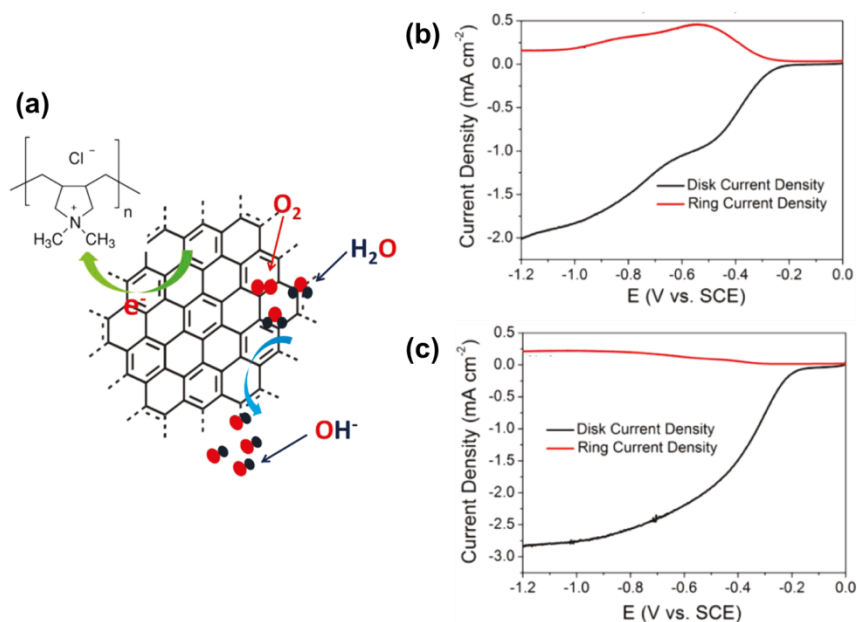 (a)
Cl −
n
+
N
H3C
CH3
e-
O2
H2O
OH-
(b)
Current Density (mA cm-2)
0.5
0.0
-0.5
-1.0
-1.5
-2.0
Disk Current Density
Ring Current Density
-1.2 -1.0 -0.8 -0.6 -0.4 -0.2 0.0
E (V vs. SCE)
(c)
Current Density (mA cm-2)
0.5
0.0
-0.5
-1.0
-1.5
-2.0
-2.5
-3.0
Disk Current Density
Ring Current Density
-1.2 -1.0 -0.8 -0.6 -0.4 -0.2 0.0
E (V vs. SCE)